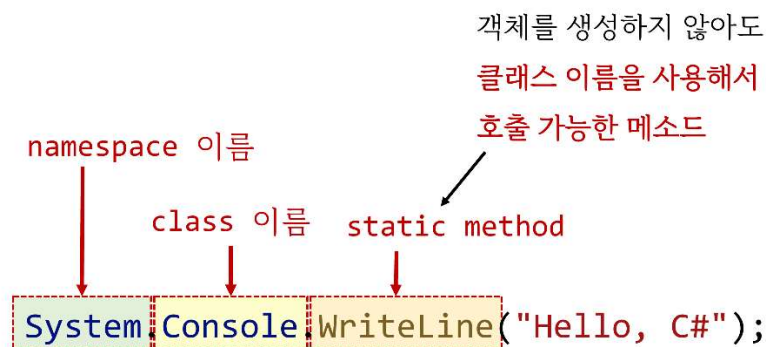 객체를 생성하지 않아도
클래스 이름을 사용해서
호출 가능한 메소드
namespace 이름
class 이름
static method
System.Console.WriteLine("Hello, C#");